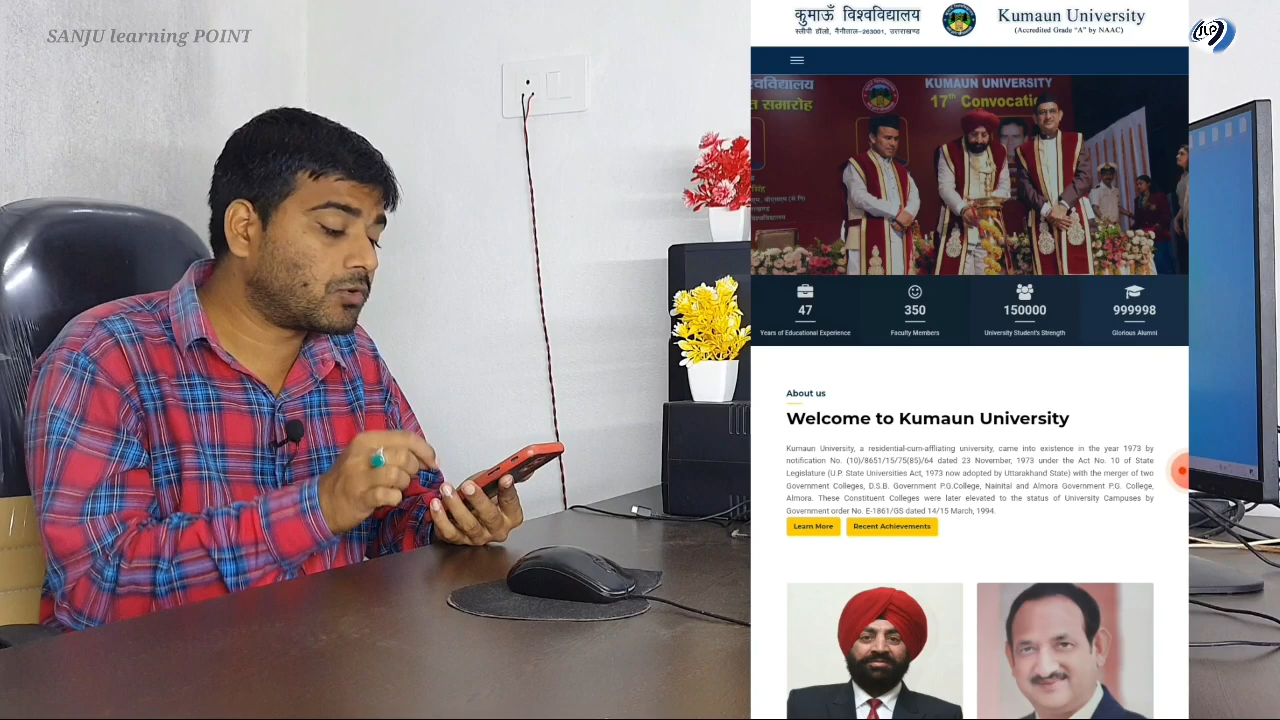 SANJU learning POINT
SLP
कुमाऊँ विश्वविद्यालय
स्लीपी हॉलो, नैनीताल-263001, उत्तराखण्ड
Kumaun University
(Accredited Grade "A" by NAAC)
KUMAUN UNIVERSITY
17th Convocatio
47
Years of Educational Experience
350
Faculty Members
150000
University Student's Strength
999998
Glorious Alumni
About us
Welcome to Kumaun University
Kumaun University, a residential-cum-affliating university, came into existence in the year 1973 by
notification No. (10)/8651/15/75(85)/64 dated 23 November, 1973 under the Act No. 10 of State
Legislature (U.P. State Universities Act, 1973 now adopted by Uttarakhand State) with the merger of two
Government Colleges, D.S.B. Government P.G.College, Nainital and Almora Government P.G. College,
Almora. These Constituent Colleges were later elevated to the status of University Campuses by
Government order No. E-1861/GS dated 14/15 March, 1994.
Learn More
Recent Achievements